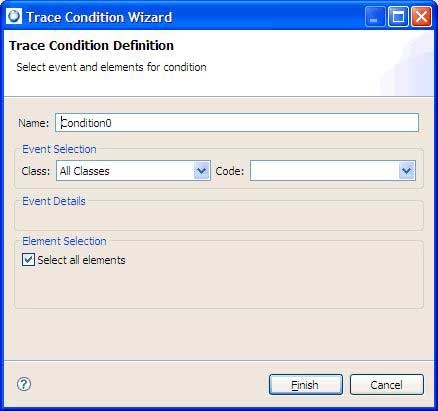 Trace Condition Wizard
Trace Condition Definition
Select event and elements for condition
Name: Condition0
Event Selection
Class: All Classes Code:
Event Details
Element Selection
Select all elements
? Finish Cancel